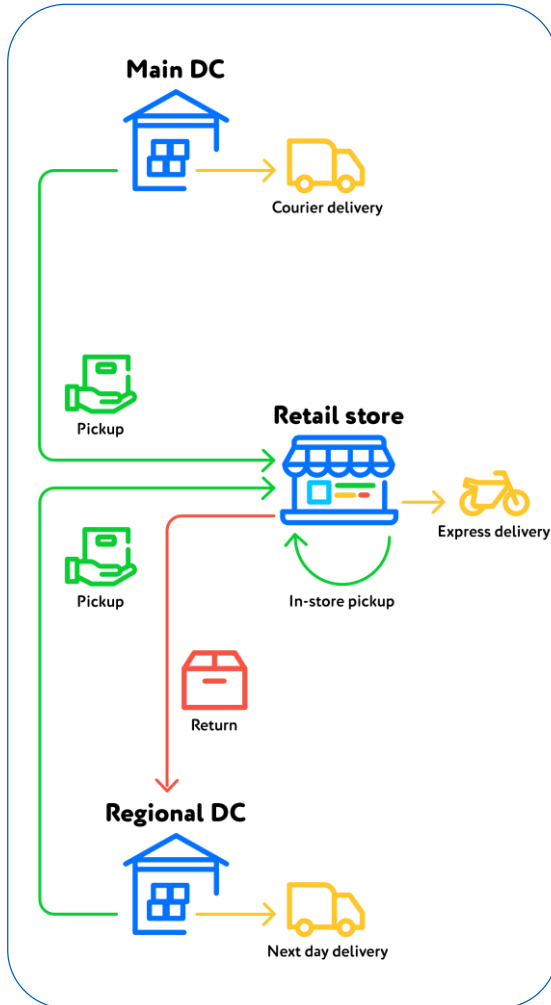 Main DC
Courier delivery
Pickup
Retail store
Express delivery
Pickup
In-store pickup
Return
Regional DC
Next day delivery